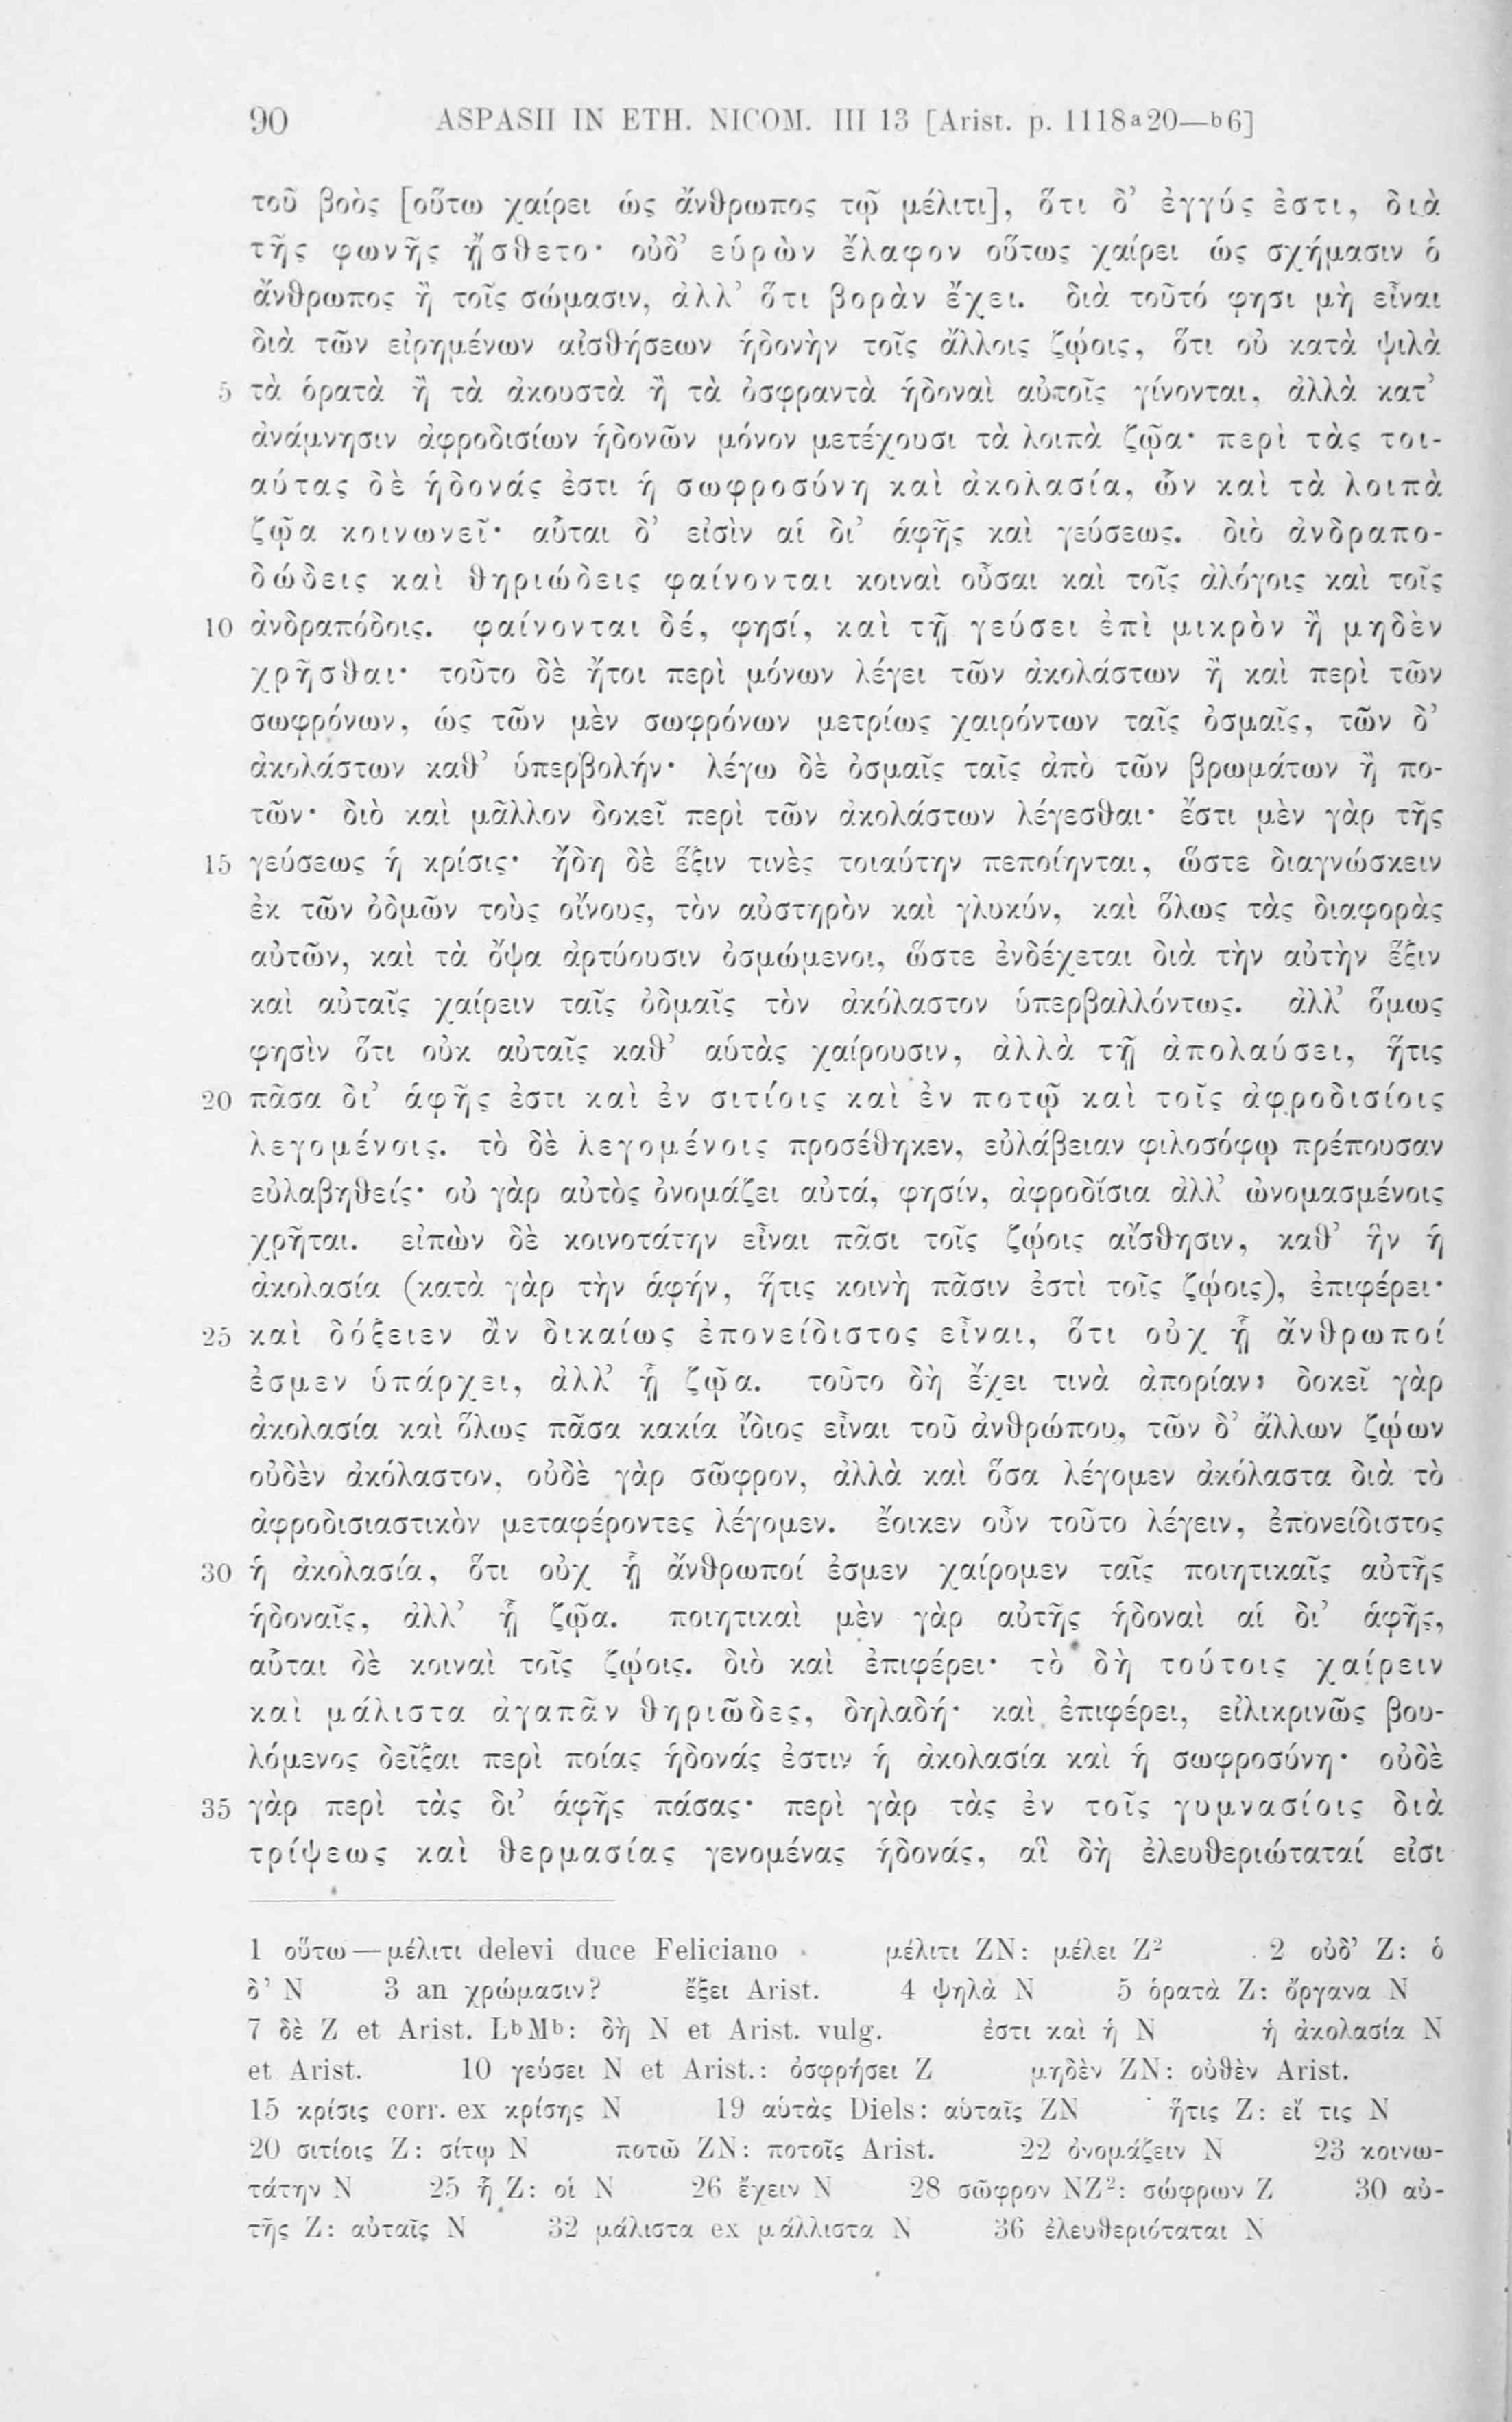 90 ASPASII IN ETH. NICOM. III 13 [Arist. p. 1118a20—b6]
τοῦ βοὸς [οὕτω χαίρει ὡς ἄνθρωπος τῷ μέλιτι], ὅτι δ’ ἐγγύς ἐστι, διὰ
τῆς φωνῆς ᾔσθετο· οὐδ’ εὑρὼν ἔλαφον οὕτως χαίρει ὡς σχήμασιν ὁ
ἄνθρωπος ἢ τοῖς σώμασιν, ἀλλ’ ὅτι βορὰν ἔχει. διὰ τοῦτό φησι μὴ εἶναι
διὰ τῶν εἰρημένων αἰσθήσεων ἡδονὴν τοῖς ἄλλοις ζῴοις, ὅτι οὐ κατὰ ψιλὰ
5 τὰ ὁρατὰ ἢ τὰ ἀκουστὰ ἢ τὰ ὀσφραντὰ ἡδοναὶ αὐτοῖς γίνονται, ἀλλὰ κατ’
ἀνάμνησιν ἀφροδισίων ἡδονῶν μόνον μετέχουσι τὰ λοιπὰ ζῷα· περὶ τὰς τοι-
αύτας δὲ ἡδονάς ἐστι ἡ σωφροσύνη καὶ ἀκολασία, ὧν καὶ τὰ λοιπὰ
ζῷα κοινωνεῖ· αὗται δ’ εἰσὶν αἱ δι’ ἁφῆς καὶ γεύσεως. διὸ ἀνδραπο-
δώδεις καὶ θηριώδεις φαίνονται κοιναὶ οὖσαι καὶ τοῖς ἀλόγοις καὶ τοῖς
10 ἀνδραπόδοις. φαίνονται δέ, φησί, καὶ τῇ γεύσει ἐπὶ μικρὸν ἢ μηδὲν
χρῆσθαι· τοῦτο δὲ ἤτοι περὶ μόνων λέγει τῶν ἀκολάστων ἢ καὶ περὶ τῶν
σωφρόνων, ὡς τῶν μὲν σωφρόνων μετρίως χαιρόντων ταῖς ὀσμαῖς, τῶν δ’
ἀκολάστων καθ’ ὑπερβολήν· λέγω δὲ ὀσμαῖς ταῖς ἀπὸ τῶν βρωμάτων ἢ πο-
τῶν· διὸ καὶ μᾶλλον δοκεῖ περὶ τῶν ἀκολάστων λέγεσθαι· ἔστι μὲν γὰρ τῆς
15 γεύσεως ἡ κρίσις· ἤδη δὲ ἕξιν τινὲς τοιαύτην πεποίηνται, ὥστε διαγνώσκειν
ἐκ τῶν ὀδμῶν τοὺς οἴνους, τὸν αὐστηρὸν καὶ γλυκύν, καὶ ὅλως τὰς διαφορὰς
αὐτῶν, καὶ τὰ ὄψα ἀρτύουσιν ὀσμώμενοι, ὥστε ἐνδέχεται διὰ τὴν αὐτὴν ἕξιν
καὶ αὐταῖς χαίρειν ταῖς ὀδμαῖς τὸν ἀκόλαστον ὑπερβαλλόντως. ἀλλ’ ὅμως
φησὶν ὅτι οὐκ αὐταῖς καθ’ αὑτὰς χαίρουσιν, ἀλλὰ τῇ ἀπολαύσει, ἥτις
20 πᾶσα δι’ ἁφῆς ἐστι καὶ ἐν σιτίοις καὶ ἐν ποτῷ καὶ τοῖς ἀφροδισίοις
λεγομένοις. τὸ δὲ λεγομένοις προσέθηκεν, εὐλάβειαν φιλοσόφῳ πρέπουσαν
εὐλαβηθείς· οὐ γὰρ αὐτὸς ὀνομάζει αὐτά, φησίν, ἀφροδίσια ἀλλ’ ὠνομασμένοις
χρῆται. εἰπὼν δὲ κοινοτάτην εἶναι πᾶσι τοῖς ζῴοις αἴσθησιν, καθ’ ἣν ἡ
ἀκολασία (κατὰ γὰρ τὴν ἁφήν, ἥτις κοινὴ πᾶσιν ἐστὶ τοῖς ζῴοις), ἐπιφέρει·
25 καὶ δόξειεν ἂν δικαίως ἐπονείδιστος εἶναι, ὅτι οὐχ ᾗ ἄνθρωποί
ἐσμεν ὑπάρχει, ἀλλ’ ᾗ ζῷα. τοῦτο δὴ ἔχει τινὰ ἀπορίαν· δοκεῖ γὰρ
ἀκολασία καὶ ὅλως πᾶσα κακία ἴδιος εἶναι τοῦ ἀνθρώπου, τῶν δ’ ἄλλων ζῴων
οὐδὲν ἀκόλαστον, οὐδὲ γὰρ σῶφρον, ἀλλὰ καὶ ὅσα λέγομεν ἀκόλαστα διὰ τὸ
ἀφροδισιαστικὸν μεταφέροντες λέγομεν. ἔοικεν οὖν τοῦτο λέγειν, ἐπονείδιστος
30 ἡ ἀκολασία, ὅτι οὐχ ᾗ ἄνθρωποί ἐσμεν χαίρομεν ταῖς ποιητικαῖς αὐτῆς
ἡδοναῖς, ἀλλ’ ᾗ ζῷα. ποιητικαὶ μὲν γὰρ αὐτῆς ἡδοναὶ αἱ δι’ ἁφῆς,
αὗται δὲ κοιναὶ τοῖς ζῴοις. διὸ καὶ ἐπιφέρει· τὸ δὴ τούτοις χαίρειν
καὶ μάλιστα ἀγαπᾶν θηριῶδες, δηλαδή· καὶ ἐπιφέρει, εἰλικρινῶς βου-
λόμενος δεῖξαι περὶ ποίας ἡδονάς ἐστιν ἡ ἀκολασία καὶ ἡ σωφροσύνη· οὐδὲ
35 γὰρ περὶ τὰς δι’ ἁφῆς πάσας· περὶ γὰρ τὰς ἐν τοῖς γυμνασίοις διὰ
τρίψεως καὶ θερμασίας γενομένας ἡδονάς, αἳ δὴ ἐλευθεριώταταί εἰσι
1 οὕτω—μέλιτι delevi duce Feliciano μέλιτι ZN: μέλει Z² 2 οὐδ’ Z: ὁ
δ’ N 3 an χρώμασιν? ἕξει Arist. 4 ψηλὰ N 5 ὁρατὰ Z: ὄργανα N
7 δὲ Z et Arist. LbMb: δὴ N et Arist. vulg. ἐστι καὶ ἡ N ἡ ἀκολασία N
et Arist. 10 γεύσει N et Arist.: ὀσφρήσει Z μηδὲν ZN: οὐθὲν Arist.
15 κρίσις corr. ex κρίσης N 19 αὑτὰς Diels: αὑταῖς ZN ἥτις Z: εἴ τις N
20 σιτίοις Z: σίτῳ N ποτῶ ZN: ποτοῖς Arist. 22 ὀνομάζειν N 23 κοινω-
τάτην N 25 ᾗ Z: οἱ N 26 ἔχειν N 28 σῶφρον NZ²: σώφρων Z 30 αὐ-
τῆς Z: αὐταῖς N 32 μάλιστα ex μάλλιστα N 36 ἐλευθεριόταται N